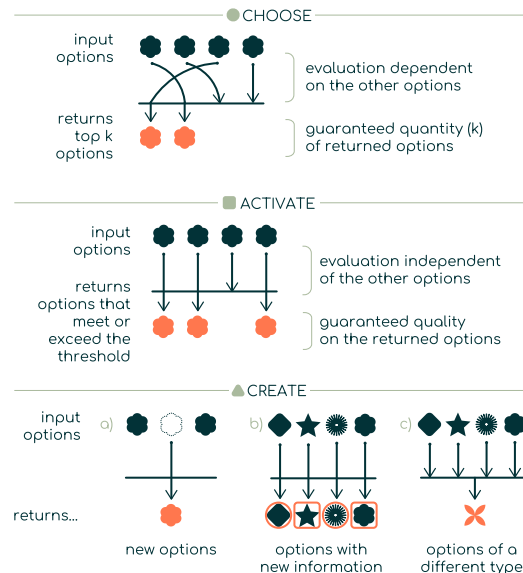 CHOOSE
input
options
evaluation dependent
on the other options
returns
top k
options
guaranteed quantity (k)
of returned options
ACTIVATE
input
options
evaluation independent
of the other options
returns
options that
meet or
exceed the
threshold
guaranteed quality
on the returned options
CREATE
input
options
a)
b)
c)
returns...
new options
options with
new information
options of a
different type